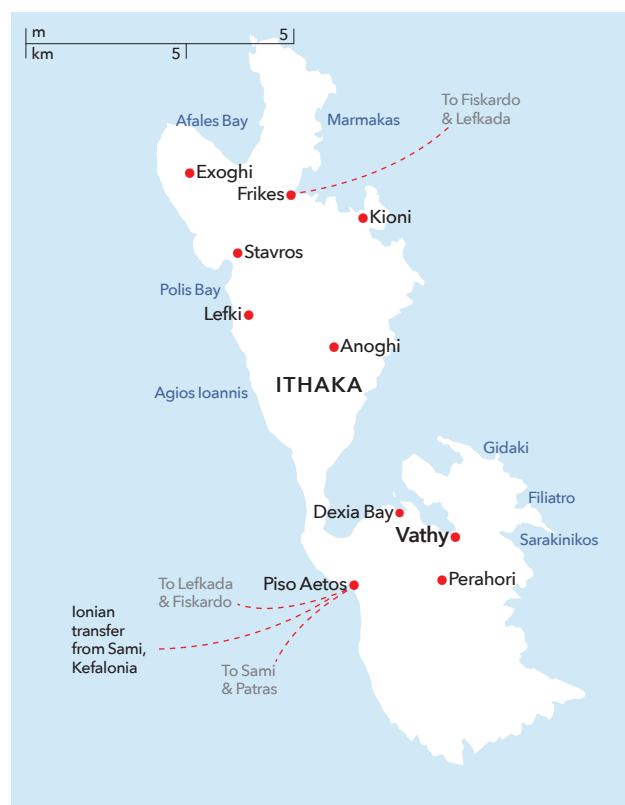 m 5
km 5
To Fiskardo
& Lefkada
Afales Bay
Marmakas
Exoghi
Frikes
Kioni
Stavros
Polis Bay
Lefki
Anoghi
ITHAKA
Agios Ioannis
Gidaki
Filiatro
Dexia Bay
Vathy
Sarakinikos
To Lefkada
& Fiskardo
Piso Aetos
Perahori
Ionian
transfer
from Sami,
Kefalonia
To Sami
& Patras